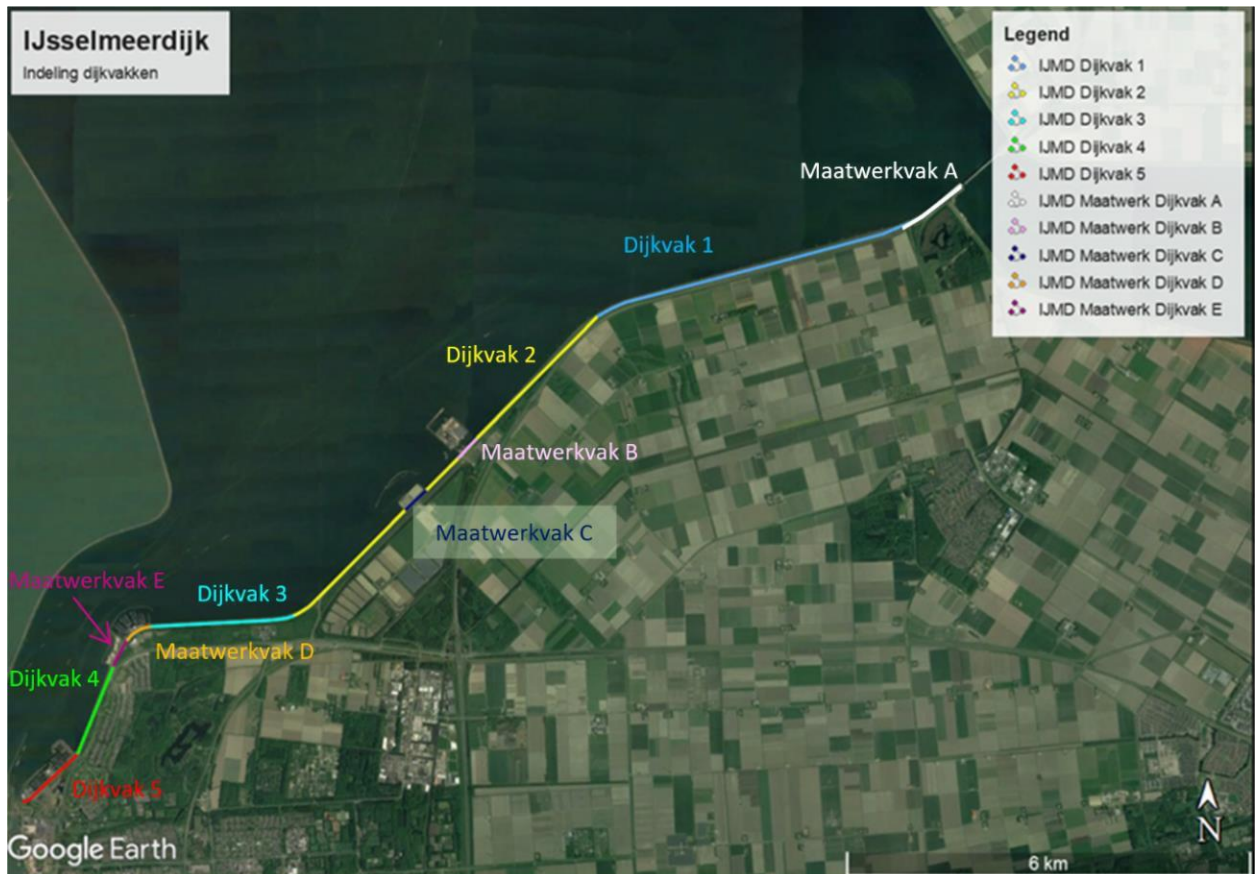 IJsselmeerdijk
Indeling dijkvakken
Legend
IJMD Dijkvak 1
IJMD Dijkvak 2
IJMD Dijkvak 3
IJMD Dijkvak 4
IJMD Dijkvak 5
IJMD Maatwerk Dijkvak A
IJMD Maatwerk Dijkvak B
IJMD Maatwerk Dijkvak C
IJMD Maatwerk Dijkvak D
IJMD Maatwerk Dijkvak E
Maatwerkvak A
Dijkvak 1
Dijkvak 2
Maatwerkvak B
Maatwerkvak C
Maatwerkvak E
Dijkvak 3
Maatwerkvak D
Dijkvak 4
Dijkvak 5
N
Google Earth
6 km